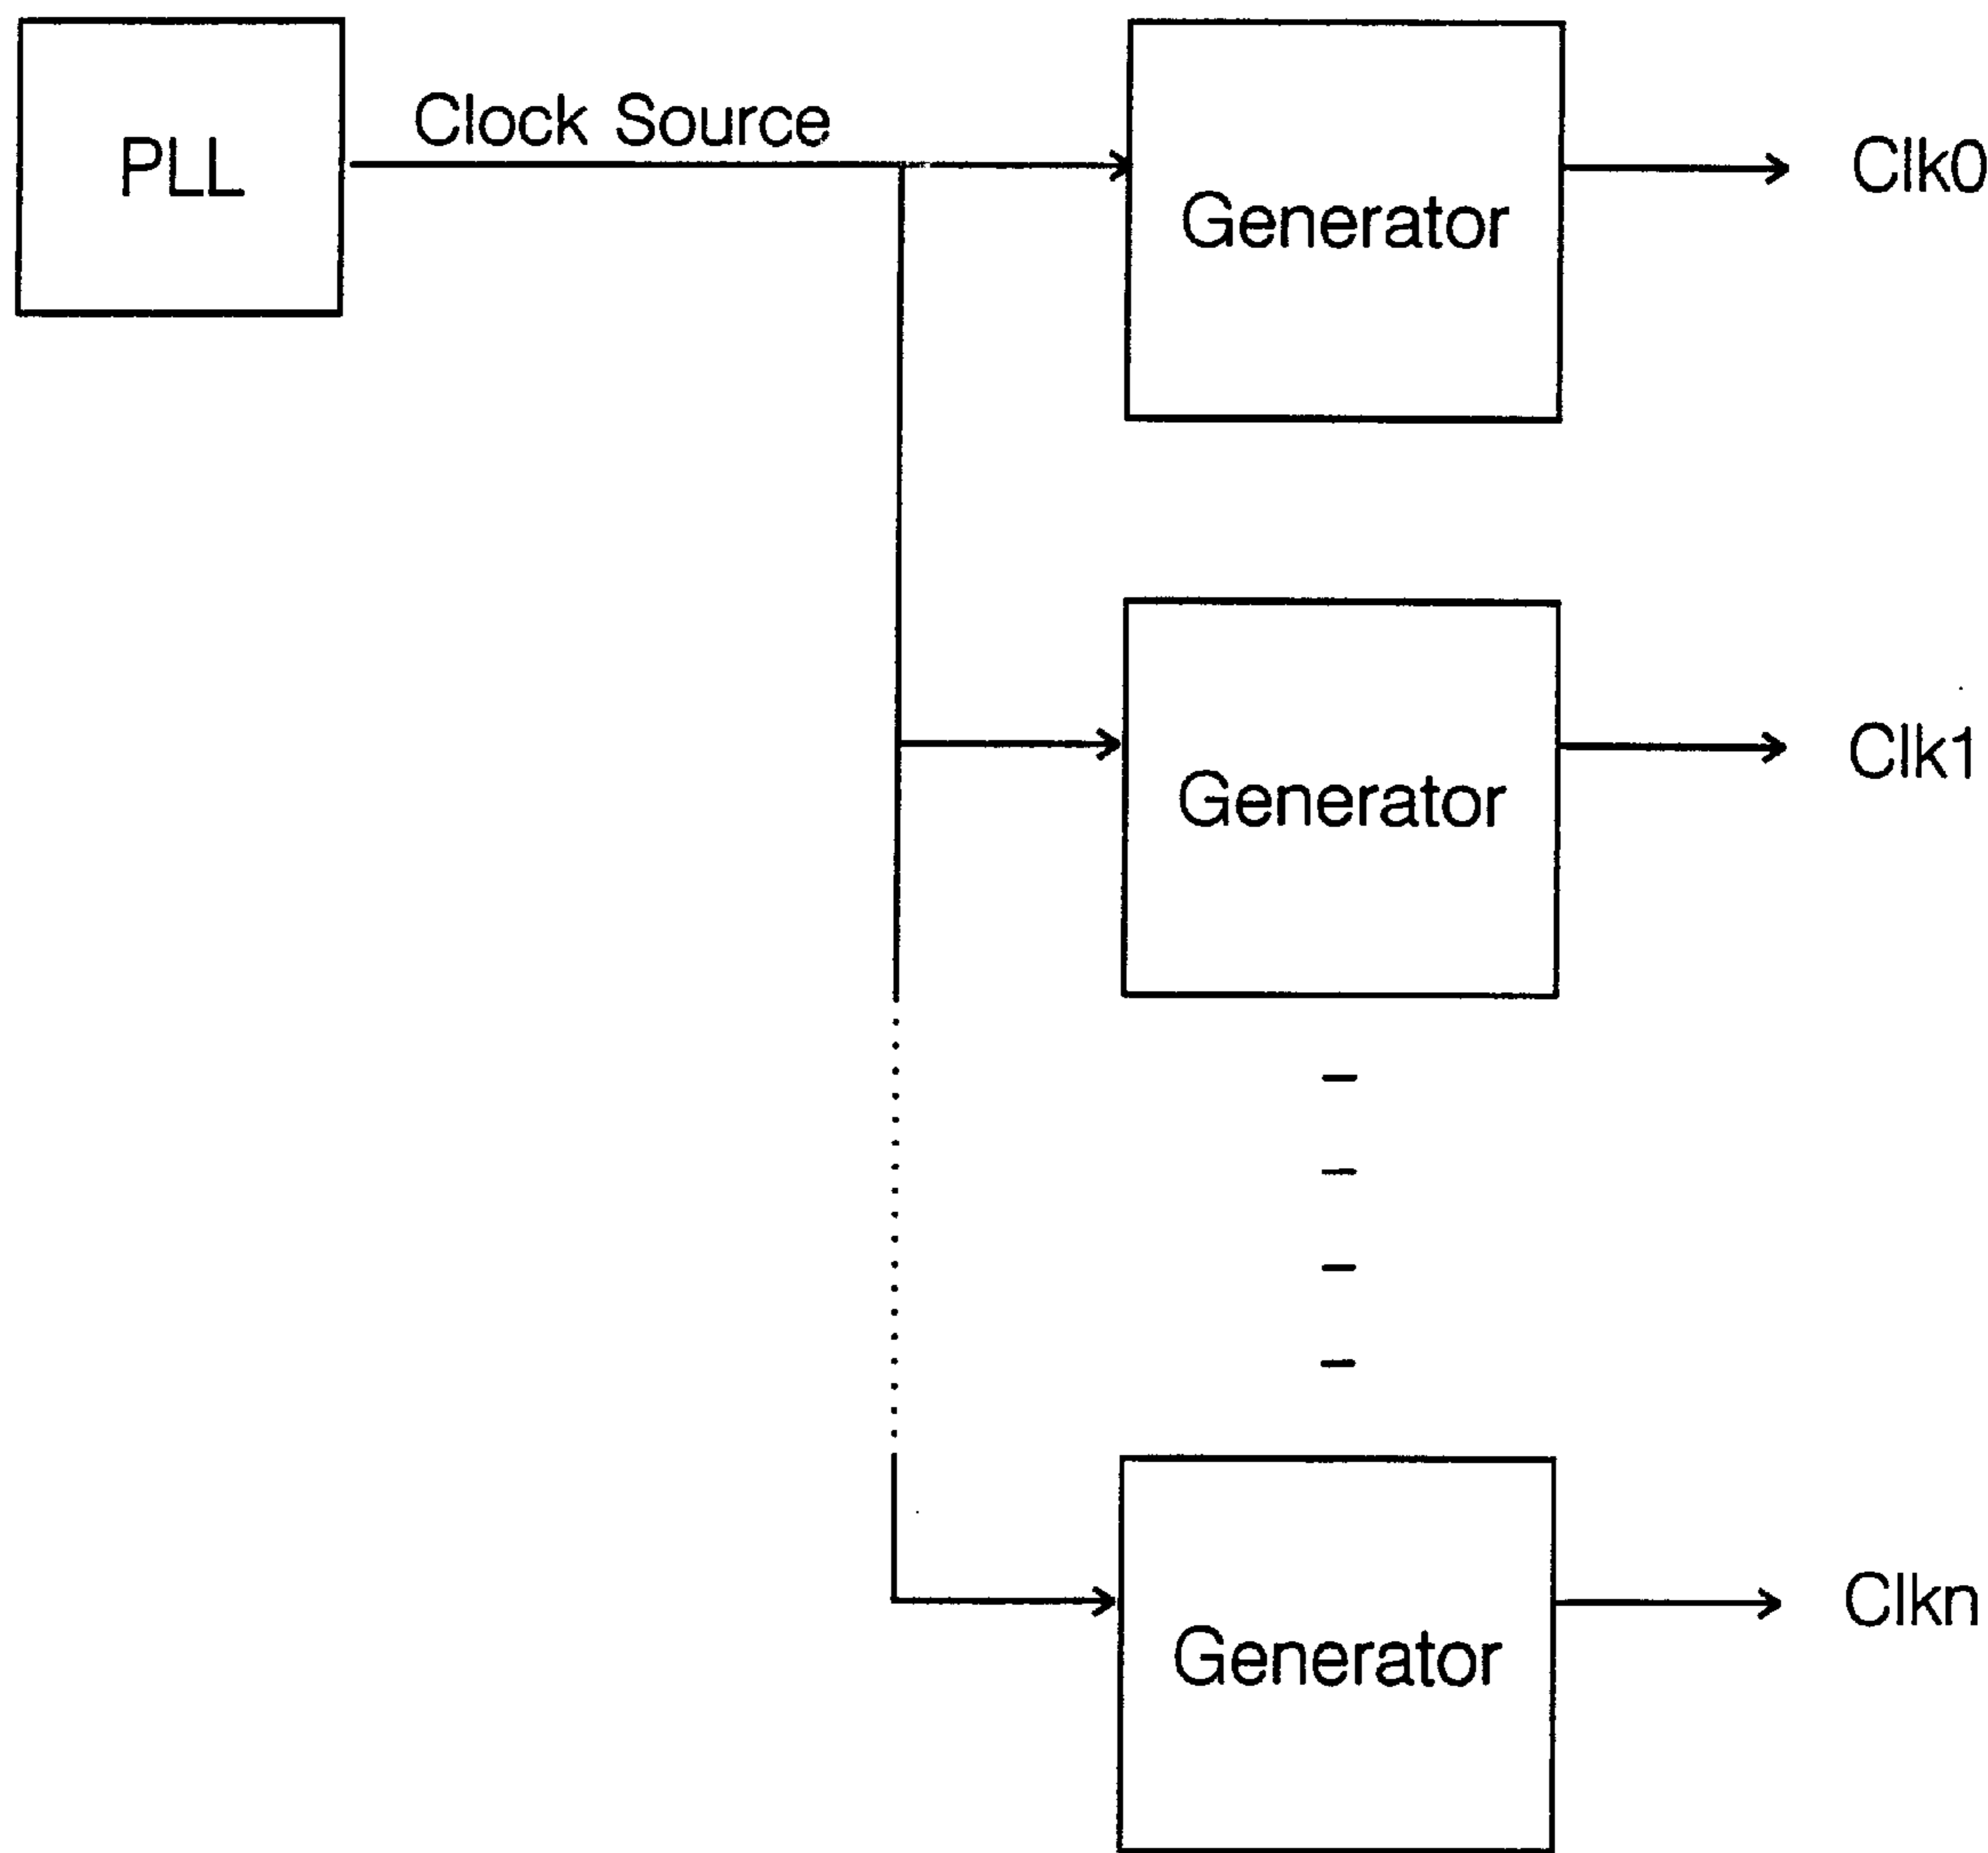 PLL
Clock Source
Generator
Clk0
Generator
Clk1
Generator
Clkn